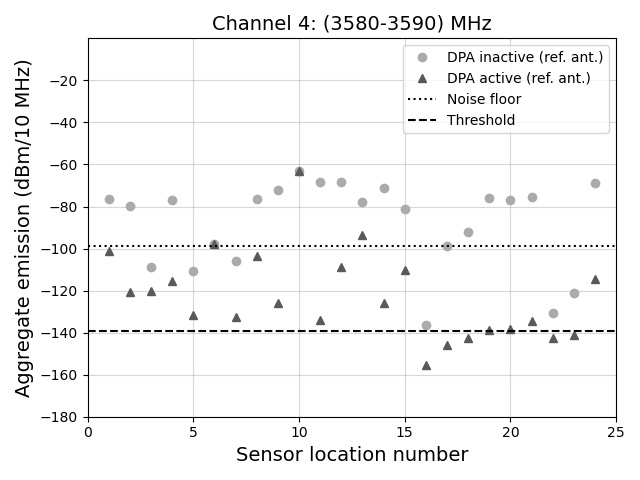 Channel 4: (3580-3590) MHz
DPA inactive (ref. ant.)
DPA active (ref. ant.)
Noise floor
Threshold
Aggregate emission (dBm/10 MHz)
−20
−40
−60
−80
−100
−120
−140
−160
−180
0 5 10 15 20 25
Sensor location number